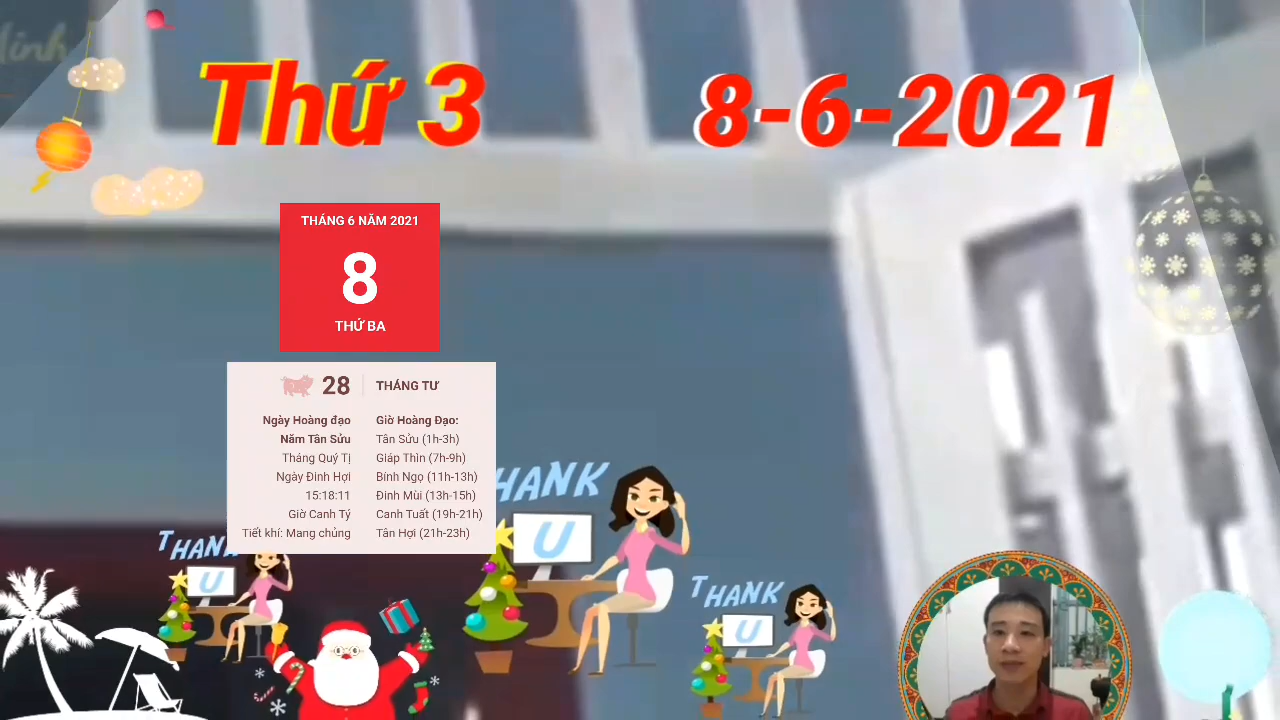 Thứ 3
8-6-2021
THÁNG 6 NĂM 2021
8
THỨ BA
28
THÁNG TƯ
Ngày Hoàng đạo
Năm Tân Sửu
Tháng Quý Tị
Ngày Đinh Hợi
15:18:11
Giờ Canh Tý
Tiết khí: Mang chủng
Giờ Hoàng Đạo:
Tân Sửu (1h-3h)
Giáp Thìn (7h-9h)
Bính Ngọ (11h-13h)
Đinh Mùi (13h-15h)
Canh Tuất (19h-21h)
Tân Hợi (21h-23h)
HANK
U
THAN
U
THANK
U